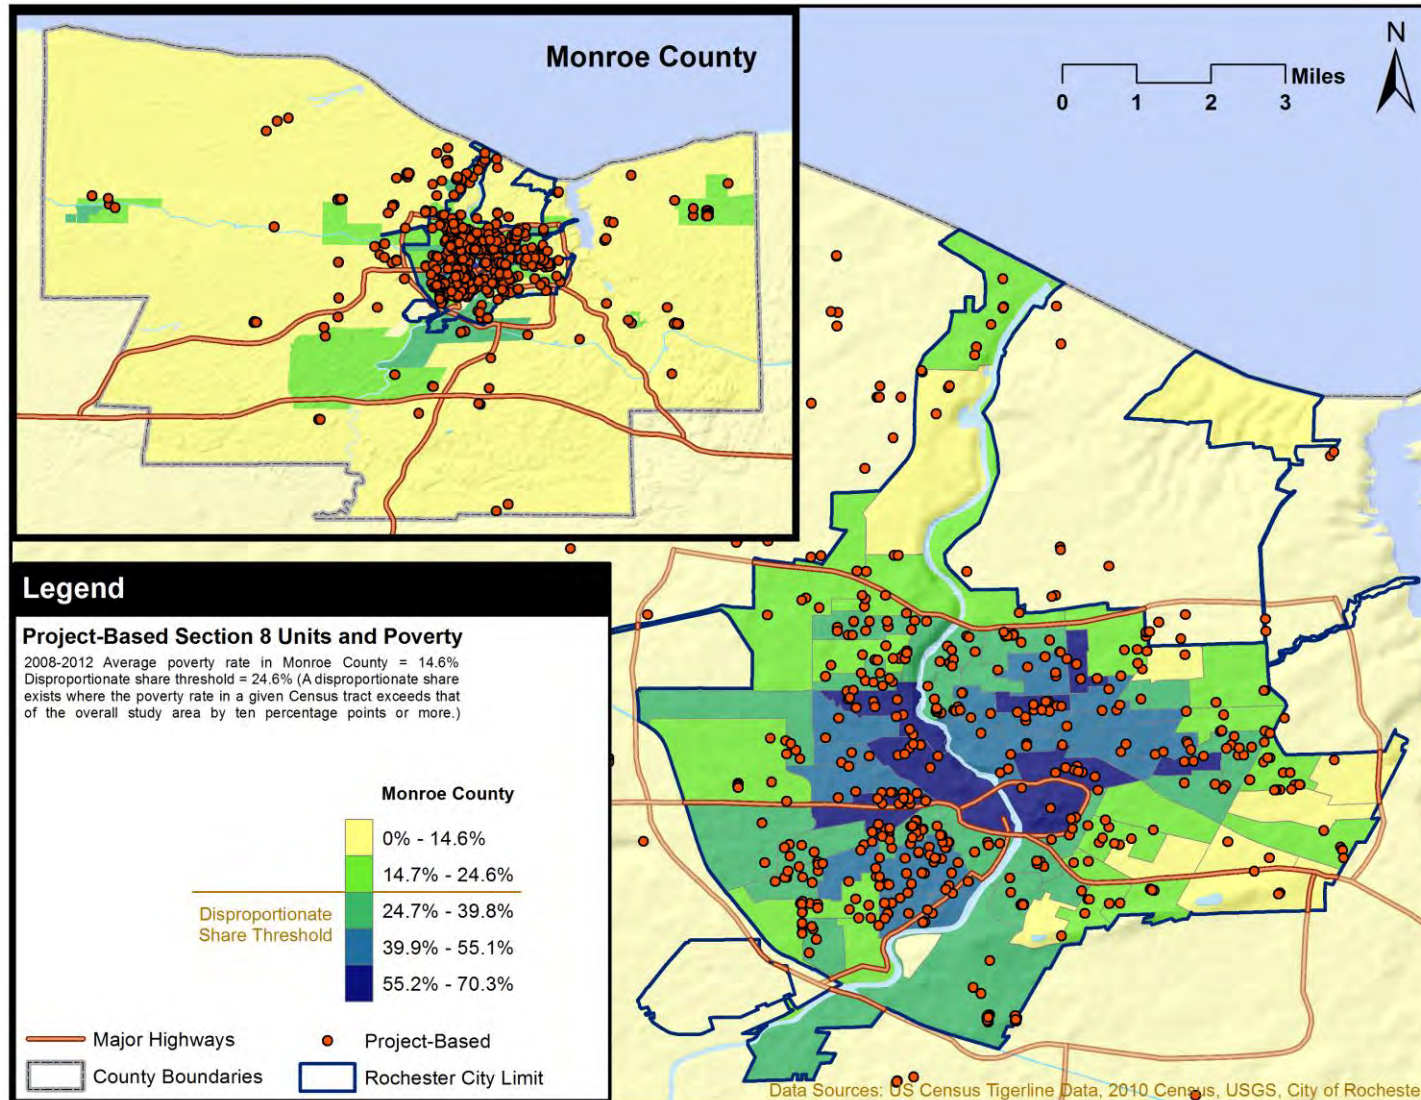 Monroe County
N
Miles
0 1 2 3
Legend
Project-Based Section 8 Units and Poverty
2008-2012 Average poverty rate in Monroe County = 14.6%
Disproportionate share threshold = 24.6% (A disproportionate share
exists where the poverty rate in a given Census tract exceeds that
of the overall study area by ten percentage points or more.)
Monroe County
0% - 14.6%
14.7% - 24.6%
Disproportionate
Share Threshold
24.7% - 39.8%
39.9% - 55.1%
55.2% - 70.3%
Major Highways
Project-Based
County Boundaries
Rochester City Limit
Data Sources: US Census Tigerline Data, 2010 Census, USGS, City of Rocheste